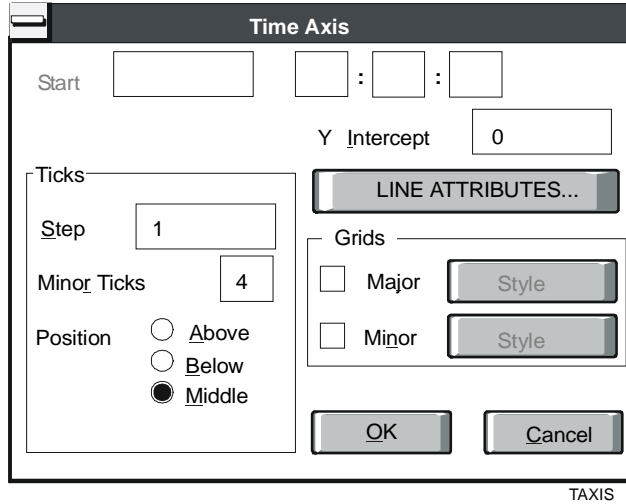 Time Axis
Start : :
Y Intercept 0
Ticks
LINE ATTRIBUTES...
Step 1
Grids
Minor Ticks 4
Major Style
Position Above
Minor Style
Below
Middle
OK Cancel
TAXIS